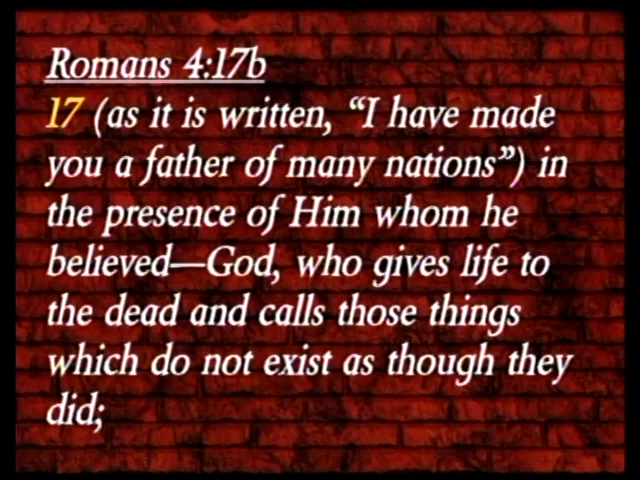 Romans 4:17b
17 (as it is written, “I have made
you a father of many nations”) in
the presence of Him whom he
believed—God, who gives life to
the dead and calls those things
which do not exist as though they
did;